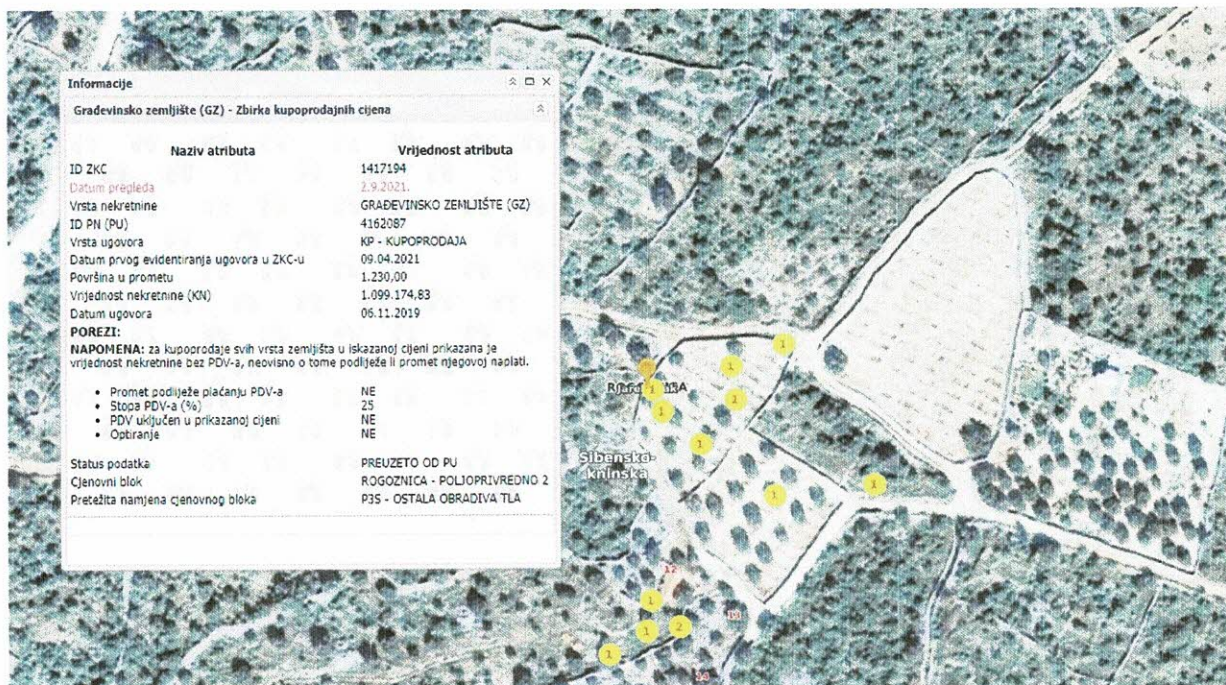 Informacije
Građevinsko zemljište (GZ) - Zbirka kupoprodajnih cijena
Naziv atributa Vrijednost atributa
ID ZKC 1417194
Datum pregleda 2.9.2021.
Vrsta nekretnine GRAĐEVINSKO ZEMLJIŠTE (GZ)
ID PN (PU) 4162087
Vrsta ugovora KP - KUPOPRODAJA
Datum prvog evidentiranja ugovora u ZKC-u 09.04.2021
Površina u prometu 1.230,00
Vrijednost nekretnine (KN) 1.099.174,83
Datum ugovora 06.11.2019
POREZI:
NAPOMENA: za kupoprodaje svih vrsta zemljišta u iskazanoj cijeni prikazana je
vrijednost nekretnine bez PDV-a, neovisno o tome podliježe li promet njegovoj naplati.
• Promet podliježe plaćanju PDV-a NE
• Stopa PDV-a (%) 25
• PDV uključen u prikazanoj cijeni NE
• Optiranje NE
Status podatka PREUZETO OD PU
Cjenovni blok ROGOZNICA - POLJOPRIVREDNO 2
Pretežita namjena cjenovnog bloka P3S - OSTALA OBRADIVA TLA
1
1
1
1
1
1
Šibensko-
kninska
1
1
12
1
13
1
2
1
14